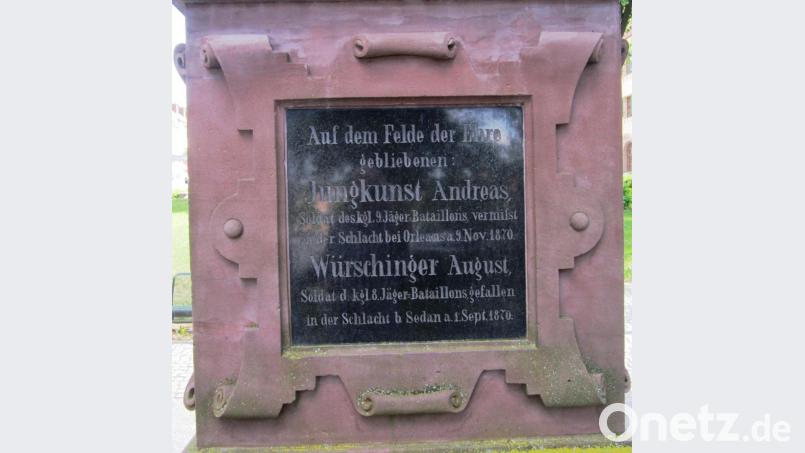 Auf dem Felde der Ehre
gebliebenen:
Jungkunst Andreas,
Soldat des kgl. 9. Jäger-Bataillons, vermißt
in der Schlacht bei Orleans a. 9. Nov. 1870.
Würschinger August,
Soldat d. kgl. 8. Jäger-Bataillons, gefallen
in der Schlacht b. Sedan a. 1. Sept. 1870.
Onetz.de